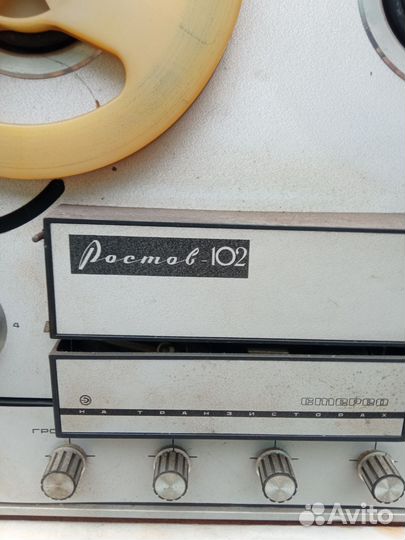 Ростов-102
4
стерео
НА ТРАНЗИСТОРАХ
ГРО
Avito